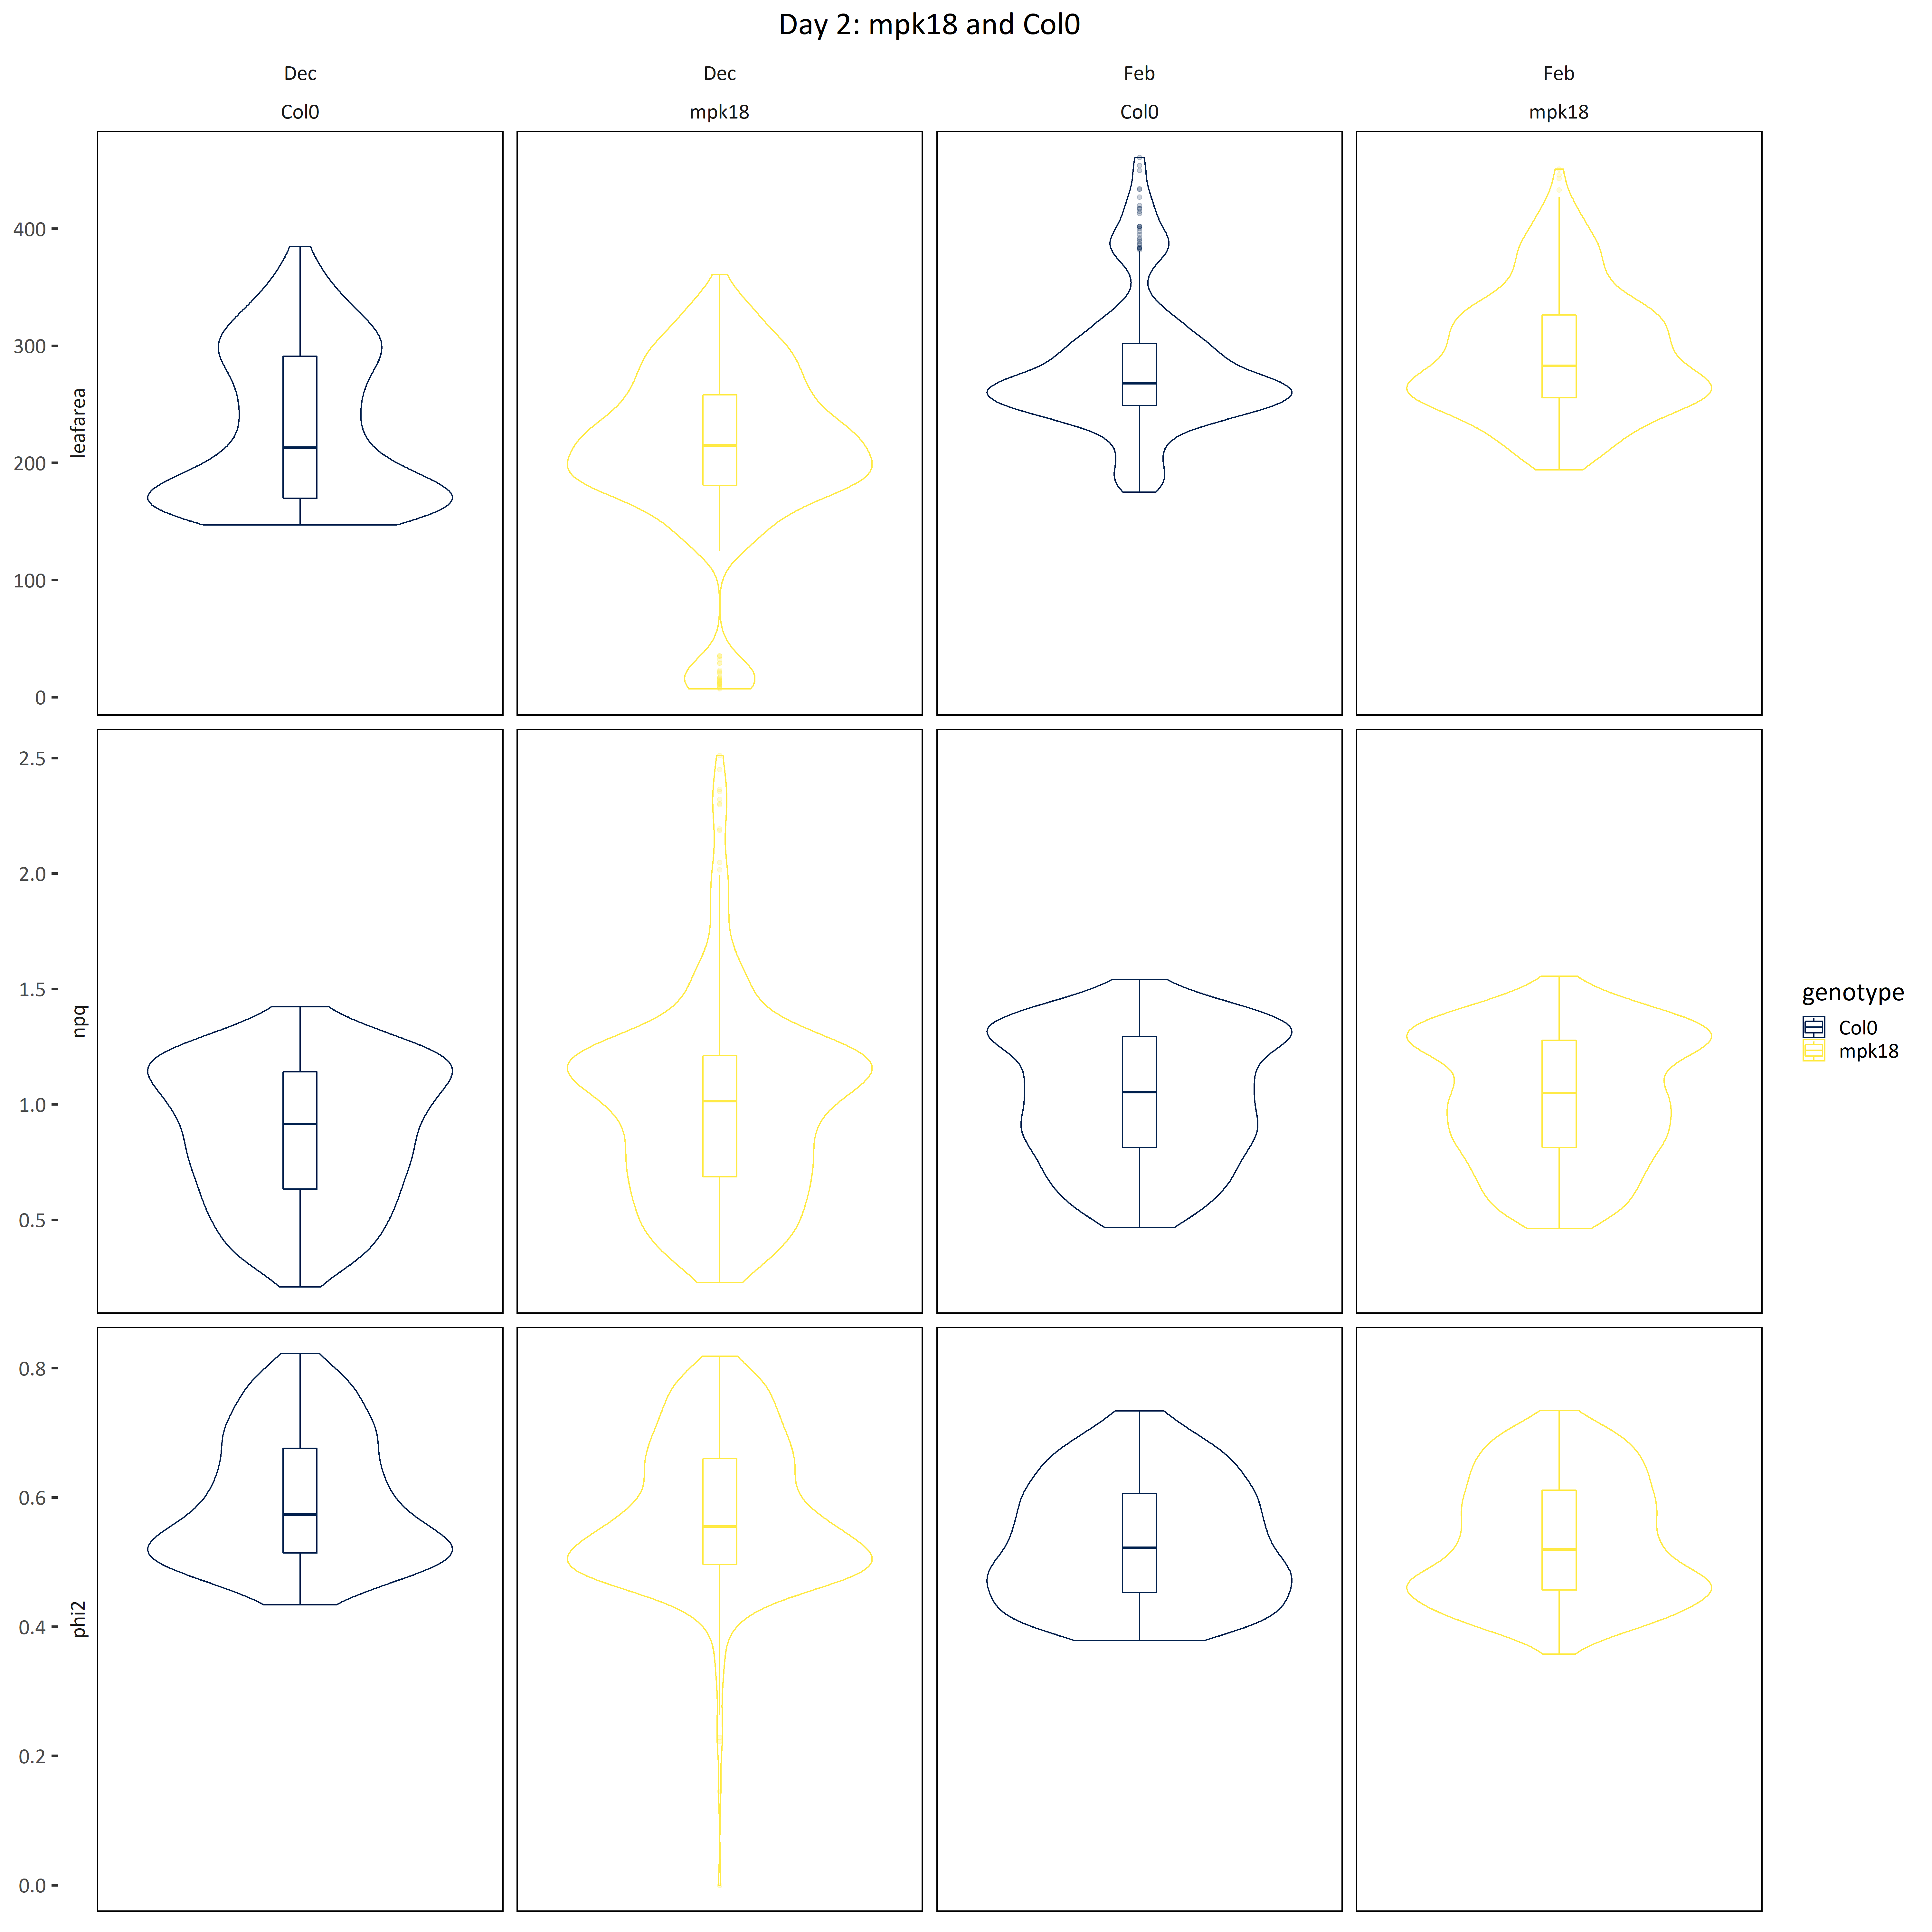 Day 2: mpk18 and Col0
Dec Dec Feb Feb
Col0 mpk18 Col0 mpk18
400
300
200
100
0
leafarea
2.5
2.0
1.5
1.0
0.5
npq
0.8
0.6
0.4
0.2
0.0
phi2
genotype
Col0
mpk18